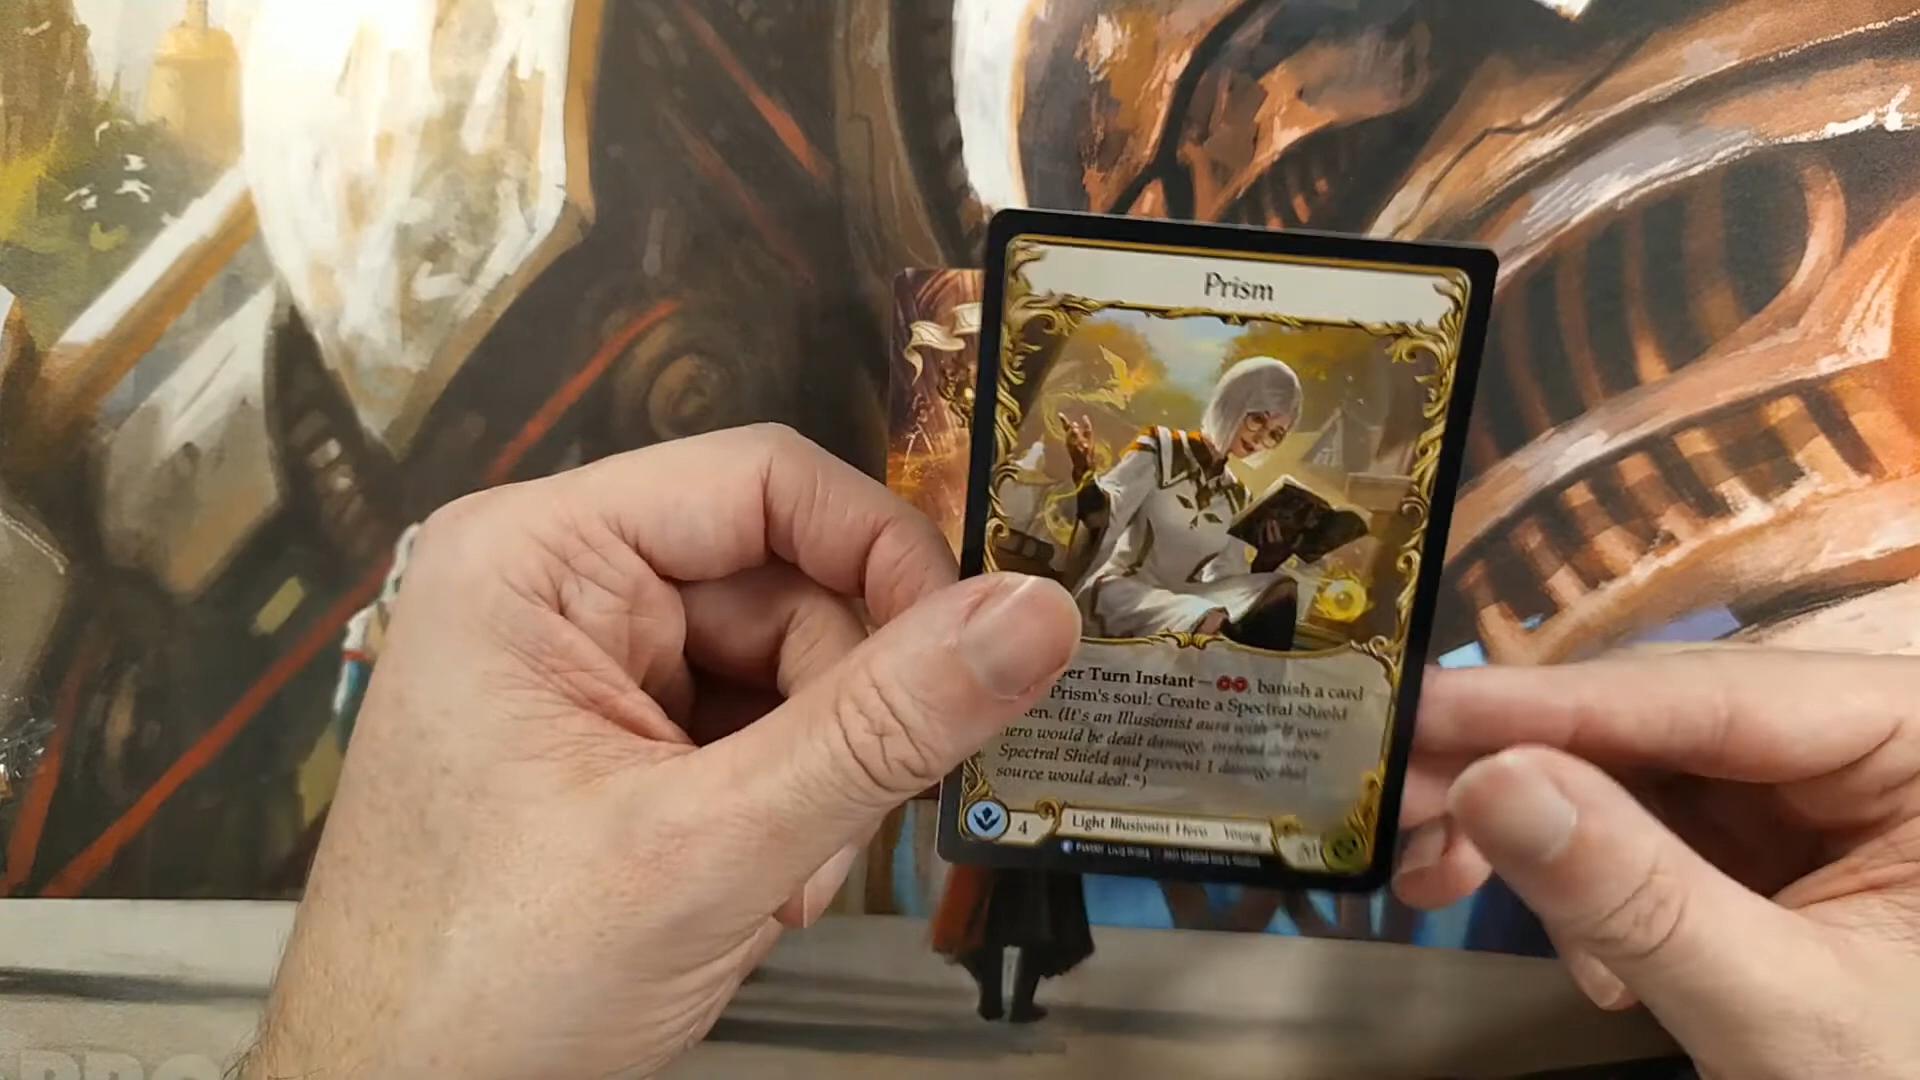 Prism
per Turn Instant – , banish a card
Prism's soul: Create a Spectral Shield
ken. (It's an Illusionist aura with "If your
hero would be dealt damage, instead destroy
Spectral Shield and prevent 1 damage that
source would deal.")
4
Light Illusionist Hero – Young